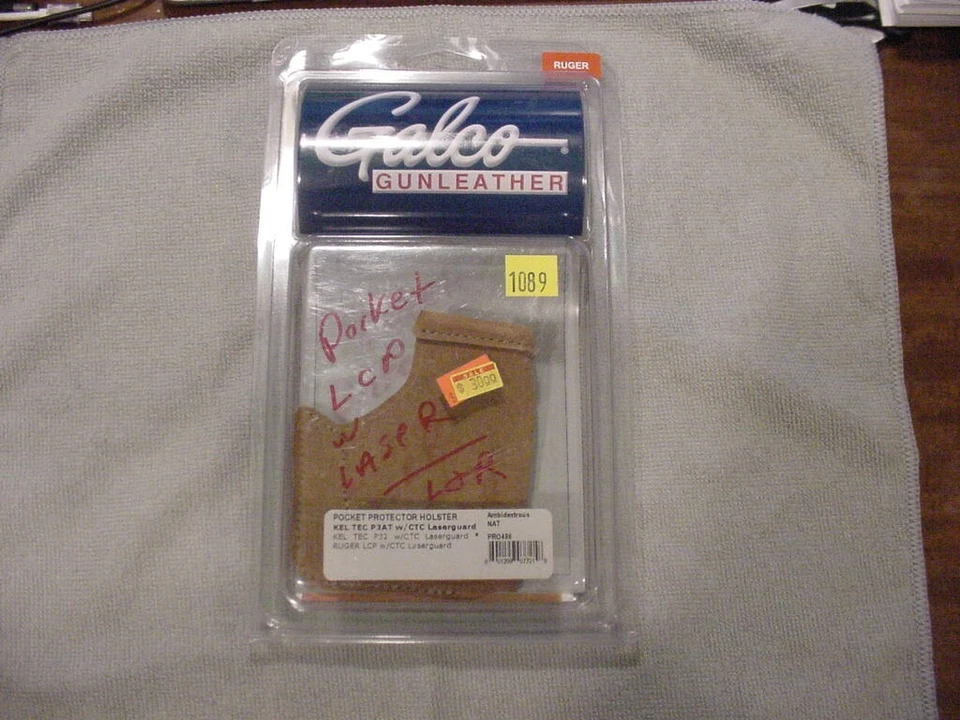 RUGER
Galco
GUNLEATHER
1089
Pocket
LCP
w
LASeR
L&R
SALE
$ 30.00
POCKET PROTECTOR HOLSTER
KEL TEC P3AT w/CTC Laserguard
KEL TEC P32 w/CTC Laserguard •
RUGER LCP w/CTC Laserguard
Ambidextrous
NAT
PRO486